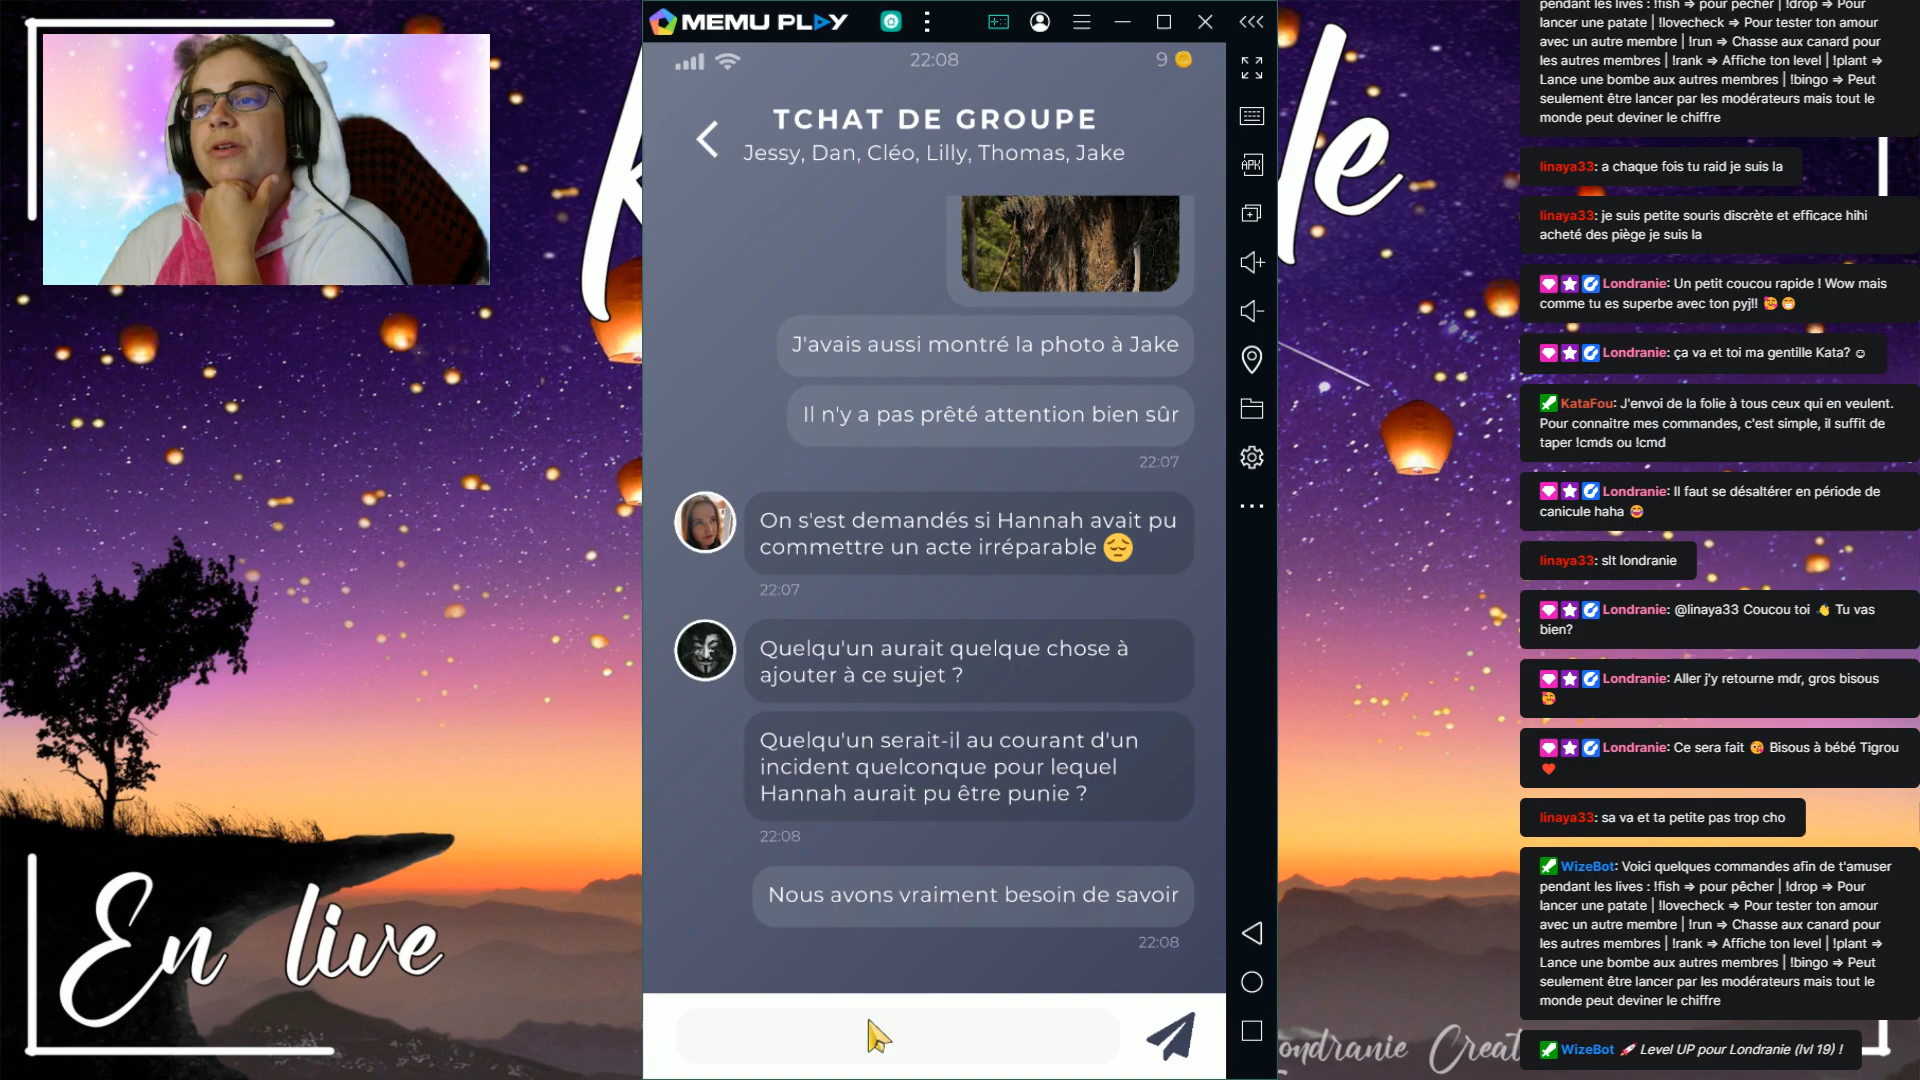 MEMU PLAY
22:08
9
TCHAT DE GROUPE
Jessy, Dan, Cléo, Lilly, Thomas, Jake
J'avais aussi montré la photo à Jake
Il n'y a pas prêté attention bien sûr
22:07
On s'est demandés si Hannah avait pu
commettre un acte irréparable 😔
22:07
Quelqu'un aurait quelque chose à
ajouter à ce sujet ?
Quelqu'un serait-il au courant d'un
incident quelconque pour lequel
Hannah aurait pu être punie ?
22:08
Nous avons vraiment besoin de savoir
22:08
APK
En live
pendant les lives : !fish => pour pêcher | !drop => Pour
lancer une patate | !lovecheck => Pour tester ton amour
avec un autre membre | !run => Chasse aux canard pour
les autres membres | !rank => Affiche ton level | !plant =>
Lance une bombe aux autres membres | !bingo => Peut
seulement être lancer par les modérateurs mais tout le
monde peut deviner le chiffre
linaya33: a chaque fois tu raid je suis la
linaya33: je suis petite souris discrète et efficace hihi
acheté des piège je suis la
Londranie: Un petit coucou rapide ! Wow mais
comme tu es superbe avec ton pyj!! 🥰 😁
Londranie: ça va et toi ma gentille Kata? ☺
KataFou: J'envoi de la folie à tous ceux qui en veulent.
Pour connaitre mes commandes, c'est simple, il suffit de
taper !cmds ou !cmd
Londranie: Il faut se désaltérer en période de
canicule haha 😂
linaya33: slt londranie
Londranie: @linaya33 Coucou toi 👋 Tu vas
bien?
Londranie: Aller j'y retourne mdr, gros bisous
🥰
Londranie: Ce sera fait 😘 Bisous à bébé Tigrou
♥
linaya33: sa va et ta petite pas trop cho
WizeBot: Voici quelques commandes afin de t'amuser
pendant les lives : !fish => pour pêcher | !drop => Pour
lancer une patate | !lovecheck => Pour tester ton amour
avec un autre membre | !run => Chasse aux canard pour
les autres membres | !rank => Affiche ton level | !plant =>
Lance une bombe aux autres membres | !bingo => Peut
seulement être lancer par les modérateurs mais tout le
monde peut deviner le chiffre
WizeBot 🚀 Level UP pour Londranie (lvl 19) !